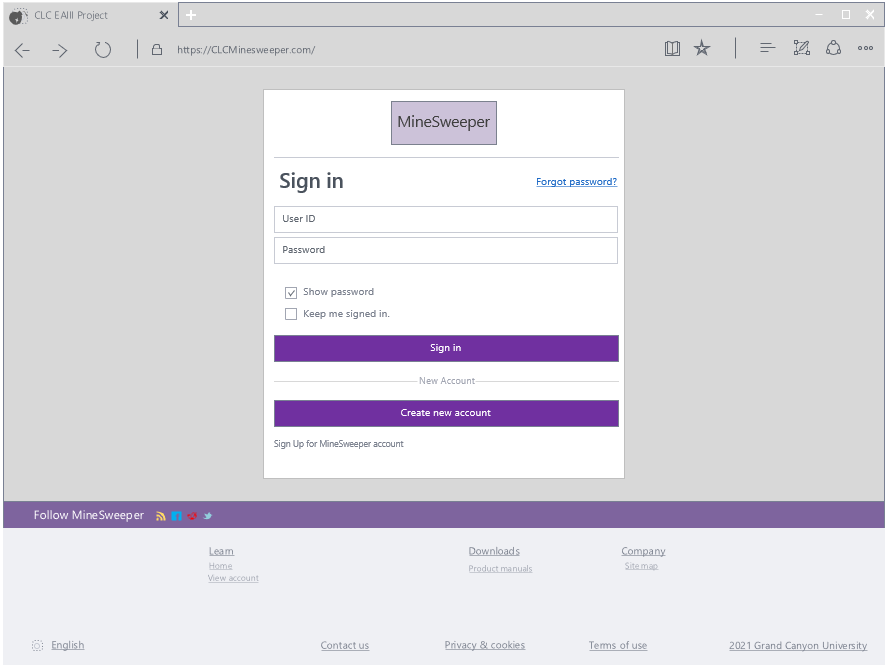 CLC EAIII Project
https://CLCMinesweeper.com/
MineSweeper
Sign in
Forgot password?
User ID
Password
Show password
Keep me signed in.
Sign in
New Account
Create new account
Sign Up for MineSweeper account
Follow MineSweeper
Learn
Downloads
Company
Home
Product manuals
Site map
View account
English
Contact us
Privacy & cookies
Terms of use
2021 Grand Canyon University